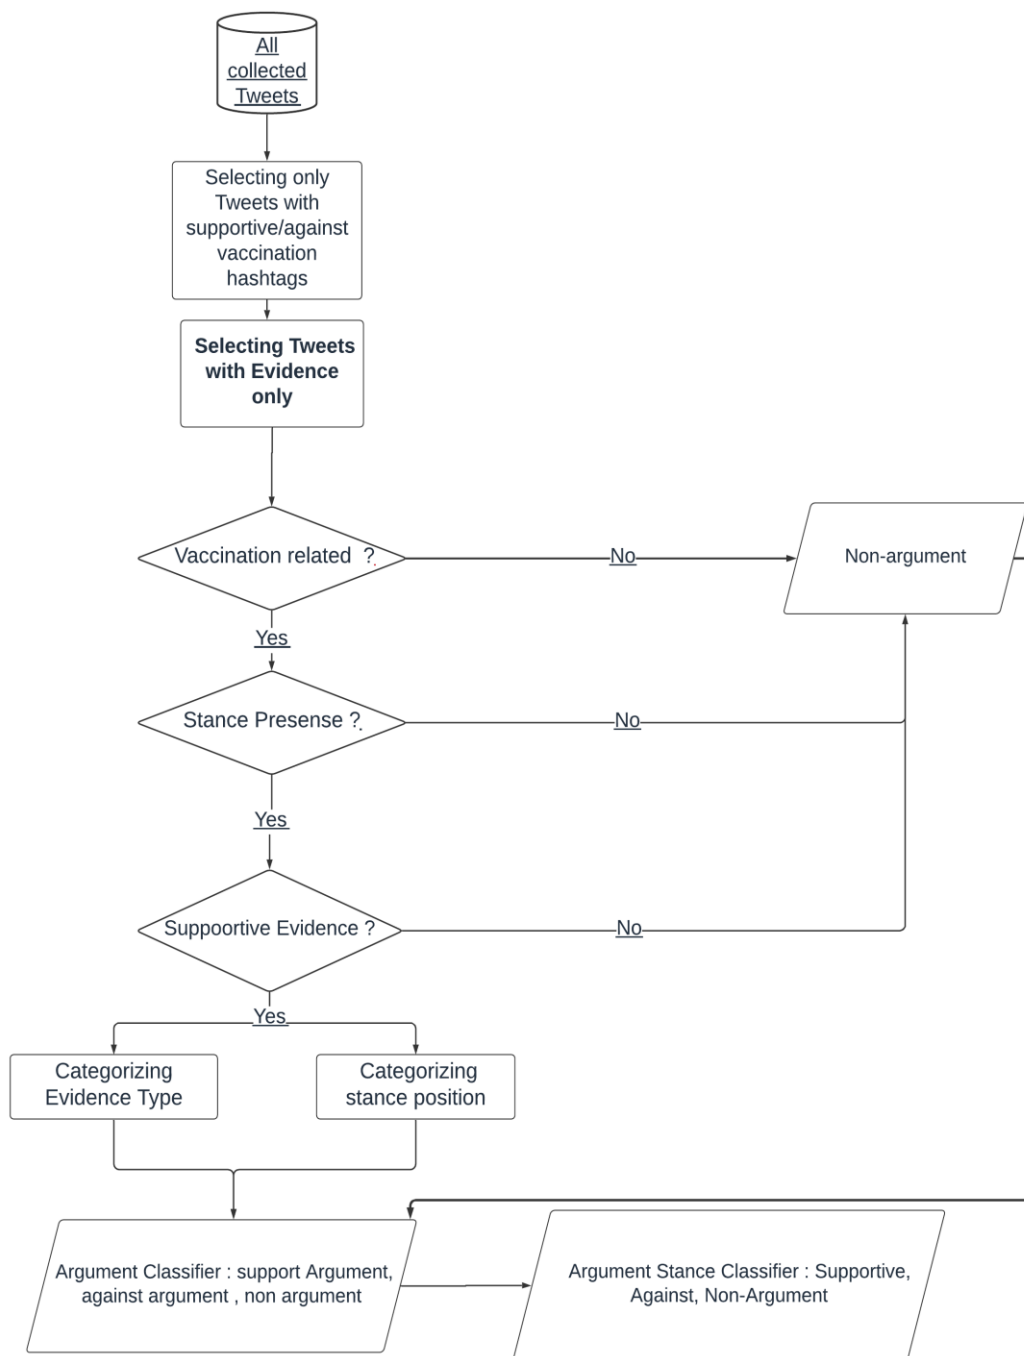 All
collected
Tweets
Selecting only
Tweets with
supportive/against
vaccination
hashtags
Selecting Tweets
with Evidence
only
Vaccination related ?
No
Non-argument
Yes
Stance Presense ?
No
Yes
Suppoortive Evidence ?
No
Yes
Categorizing
Evidence Type
Categorizing
stance position
Argument Classifier : support Argument,
against argument , non argument
Argument Stance Classifier : Supportive,
Against, Non-Argument